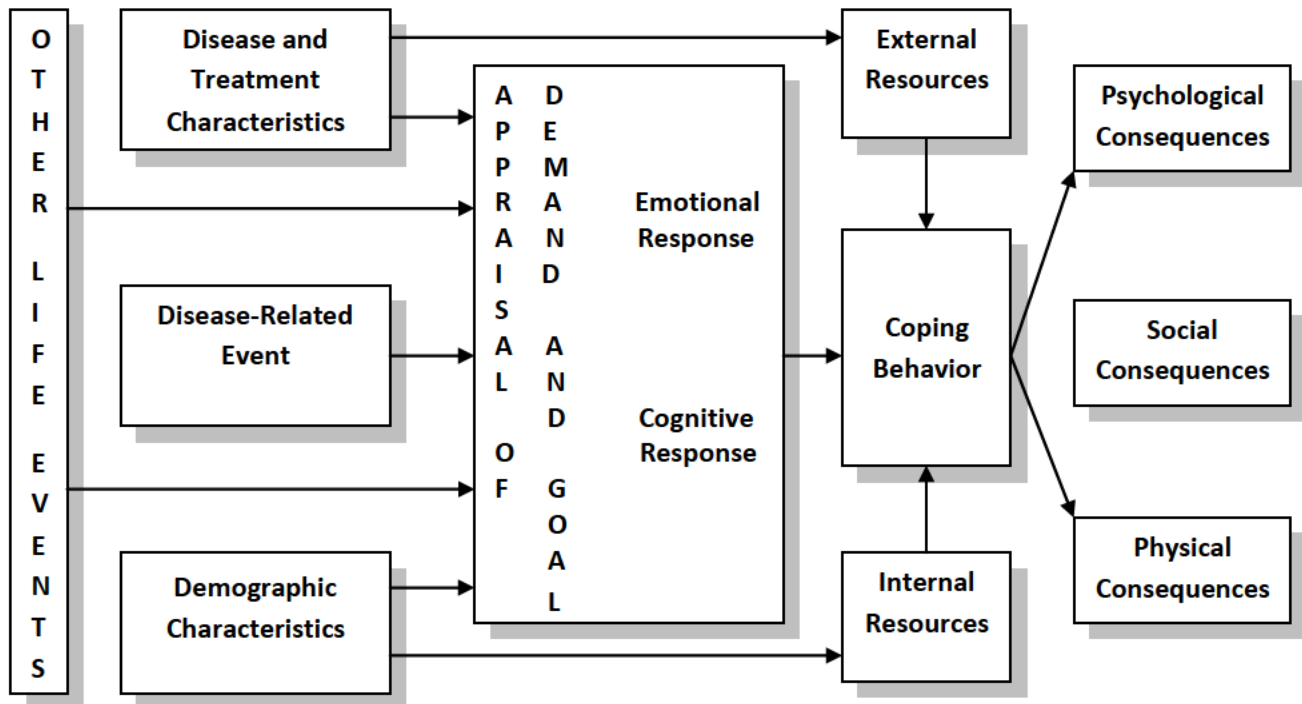 OTHER LIFE EVENTS
Disease and
Treatment
Characteristics
Disease-Related
Event
Demographic
Characteristics
APPRAISAL OF
DEMAND AND GOAL
Emotional
Response
Cognitive
Response
External
Resources
Coping
Behavior
Internal
Resources
Psychological
Consequences
Social
Consequences
Physical
Consequences